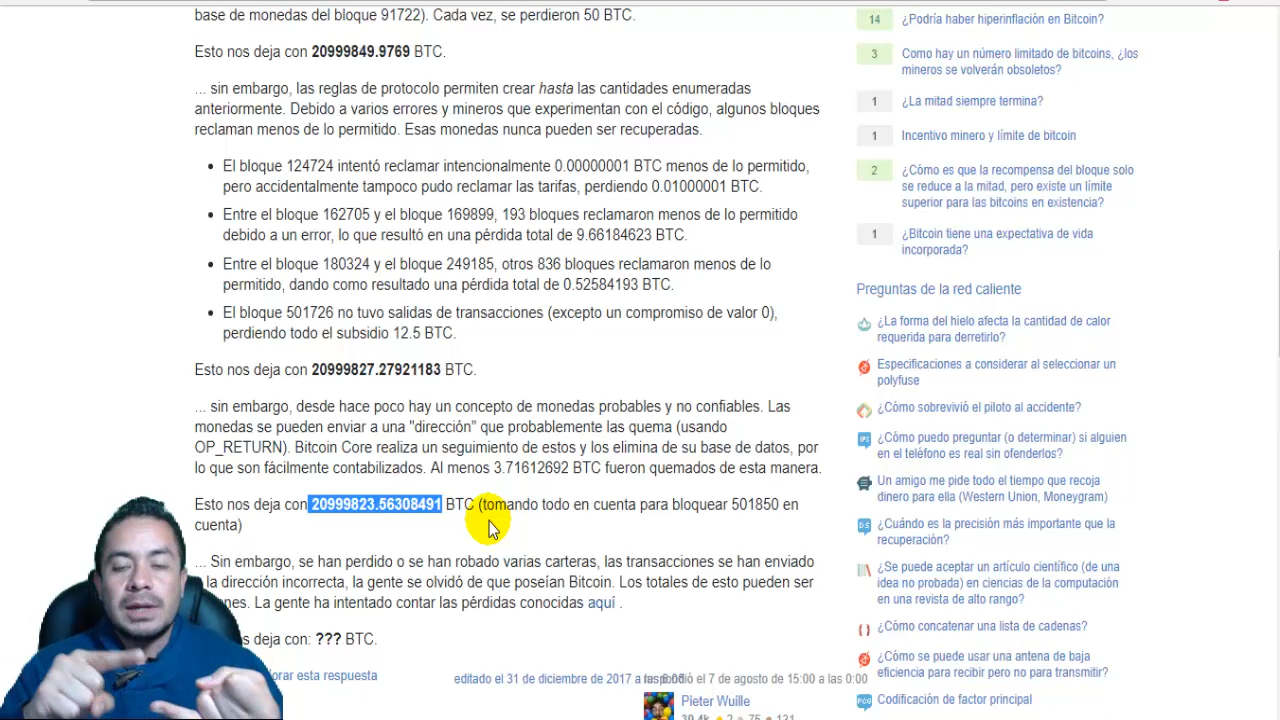 base de monedas del bloque 91722). Cada vez, se perdieron 50 BTC.
Esto nos deja con 20999849.9769 BTC.
... sin embargo, las reglas de protocolo permiten crear hasta las cantidades enumeradas
anteriormente. Debido a varios errores y mineros que experimentan con el código, algunos bloques
reclaman menos de lo permitido. Esas monedas nunca pueden ser recuperadas.
El bloque 124724 intentó reclamar intencionalmente 0.00000001 BTC menos de lo permitido,
pero accidentalmente tampoco pudo reclamar las tarifas, perdiendo 0.01000001 BTC.
Entre el bloque 162705 y el bloque 169899, 193 bloques reclamaron menos de lo permitido
debido a un error, lo que resultó en una pérdida total de 9.66184623 BTC.
Entre el bloque 180324 y el bloque 249185, otros 836 bloques reclamaron menos de lo
permitido, dando como resultado una pérdida total de 0.52584193 BTC.
El bloque 501726 no tuvo salidas de transacciones (excepto un compromiso de valor 0),
perdiendo todo el subsidio 12.5 BTC.
Esto nos deja con 20999827.27921183 BTC.
... sin embargo, desde hace poco hay un concepto de monedas probables y no confiables. Las
monedas se pueden enviar a una "dirección" que probablemente las quema (usando
OP_RETURN). Bitcoin Core realiza un seguimiento de estos y los elimina de su base de datos, por
lo que son fácilmente contabilizados. Al menos 3.71612692 BTC fueron quemados de esta manera.
Esto nos deja con 20999823.56308491 BTC (tomando todo en cuenta para bloquear 501850 en
cuenta)
... Sin embargo, se han perdido o se han robado varias carteras, las transacciones se han enviado
la dirección incorrecta, la gente se olvidó de que poseían Bitcoin. Los totales de esto pueden ser
nes. La gente ha intentado contar las pérdidas conocidas aquí .
s deja con: ??? BTC.
orar esta respuesta
editado el 31 de diciembre de 2017 a las
el 7 de agosto de 15:00 a las 0:00
Pieter Wuille
39.4k 2 75 131
14 ¿Podría haber hiperinflación en Bitcoin?
3 Como hay un número limitado de bitcoins, ¿los
mineros se volverán obsoletos?
1 ¿La mitad siempre termina?
1 Incentivo minero y límite de bitcoin
2 ¿Cómo es que la recompensa del bloque solo
se reduce a la mitad, pero existe un límite
superior para las bitcoins en existencia?
1 ¿Bitcoin tiene una expectativa de vida
incorporada?
Preguntas de la red caliente
¿La forma del hielo afecta la cantidad de calor
requerida para derretirlo?
Especificaciones a considerar al seleccionar un
polyfuse
¿Cómo sobrevivió el piloto al accidente?
¿Cómo puedo preguntar (o determinar) si alguien
en el teléfono es real sin ofenderlos?
Un amigo me pide todo el tiempo que recoja
dinero para ella (Western Union, Moneygram)
¿Cuándo es la precisión más importante que la
recuperación?
¿Se puede aceptar un artículo científico (de una
idea no probada) en ciencias de la computación
en una revista de alto rango?
¿Cómo concatenar una lista de cadenas?
¿Cómo se puede usar una antena de baja
eficiencia para recibir pero no para transmitir?
Codificación de factor principal